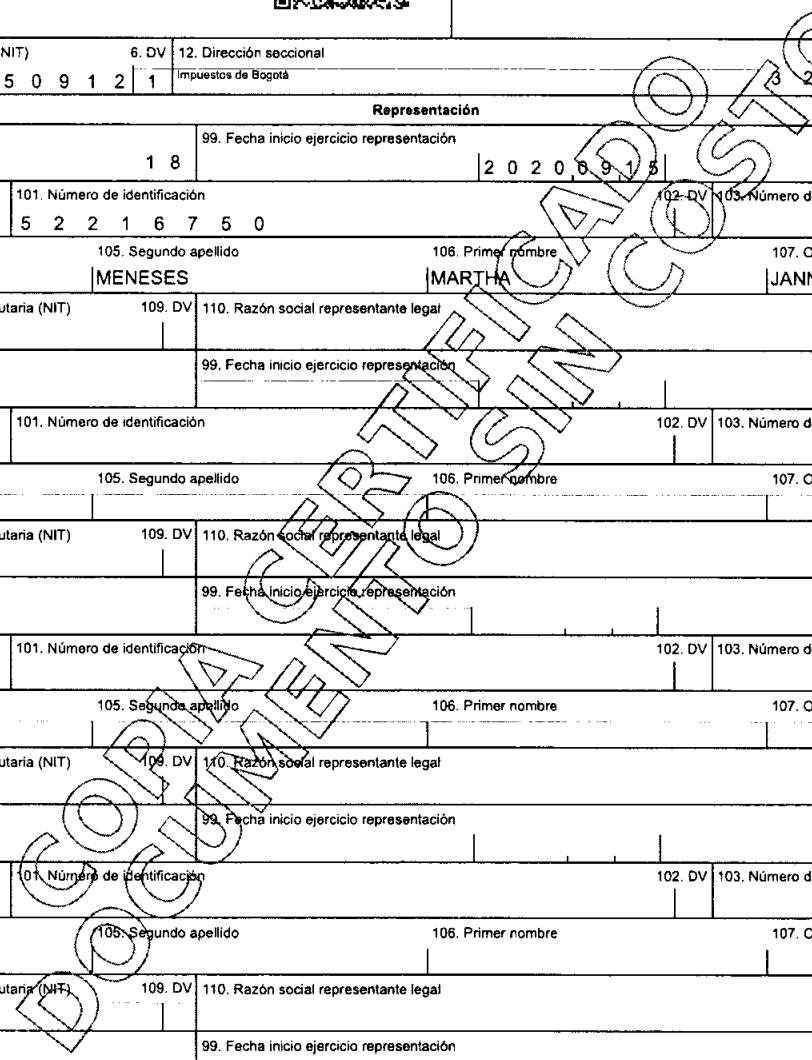 NIT) 6. DV 12. Dirección seccional
5 0 9 1 2 1 Impuestos de Bogotá 3 2
Representación
99. Fecha inicio ejercicio representación
1 8 2 0 2 0 0 9 1 5
101. Número de identificación 102. DV 103. Número d
5 2 2 1 6 7 5 0
105. Segundo apellido 106. Primer nombre 107. O
MENESES MARTHA JANN
utaria (NIT) 109. DV 110. Razón social representante legal
99. Fecha inicio ejercicio representación
101. Número de identificación 102. DV 103. Número d
105. Segundo apellido 106. Primer nombre 107. O
utaria (NIT) 109. DV 110. Razón social representante legal
99. Fecha inicio ejercicio representación
101. Número de identificación 102. DV 103. Número d
105. Segundo apellido 106. Primer nombre 107. O
utaria (NIT) 109. DV 110. Razón social representante legal
99. Fecha inicio ejercicio representación
101. Número de identificación 102. DV 103. Número d
105. Segundo apellido 106. Primer nombre 107. O
utaria (NIT) 109. DV 110. Razón social representante legal
99. Fecha inicio ejercicio representación
COPIA CERTIFICADO
DOCUMENTO SIN COSTO